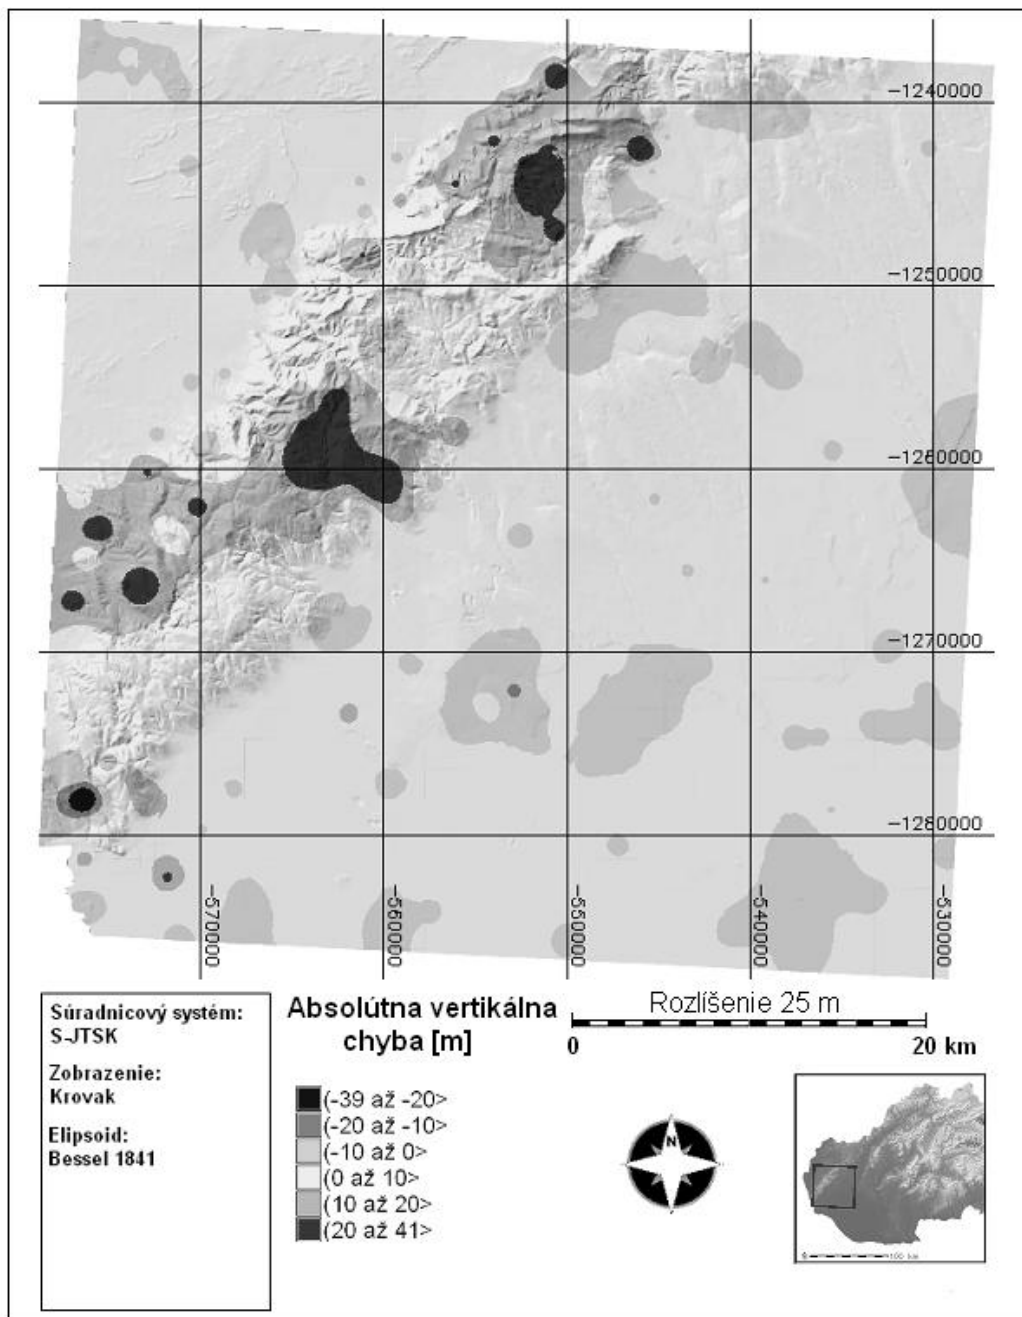 −1240000
−1250000
−1260000
−1270000
−1280000
−570000
−560000
−550000
−540000
−530000
Súradnicový systém:
S-JTSK
Zobrazenie:
Krovak
Elipsoid:
Bessel 1841
Absolútna vertikálna
chyba [m]
(-39 až -20>
(-20 až -10>
(-10 až 0>
(0 až 10>
(10 až 20>
(20 až 41>
Rozlíšenie 25 m
0 20 km
N
100 km